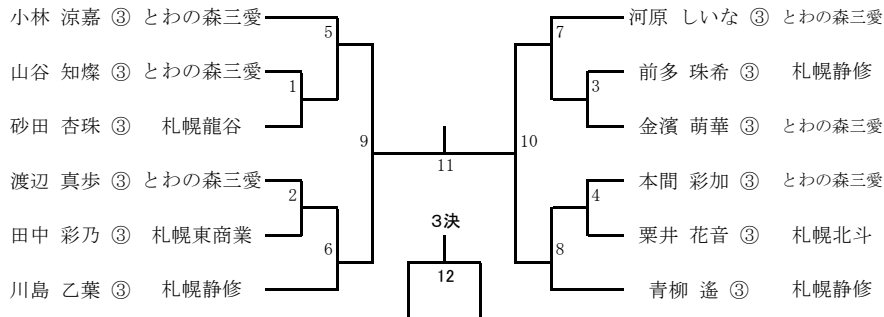 小林 涼嘉 ③ とわの森三愛
5
山谷 知燦 ③ とわの森三愛
1
砂田 杏珠 ③ 札幌龍谷
9
渡辺 真歩 ③ とわの森三愛
2
田中 彩乃 ③ 札幌東商業
6
川島 乙葉 ③ 札幌静修
11
3決
12
河原 しいな ③ とわの森三愛
7
前多 珠希 ③ 札幌静修
3
金濱 萌華 ③ とわの森三愛
10
本間 彩加 ③ とわの森三愛
4
栗井 花音 ③ 札幌北斗
8
青柳 遙 ③ 札幌静修